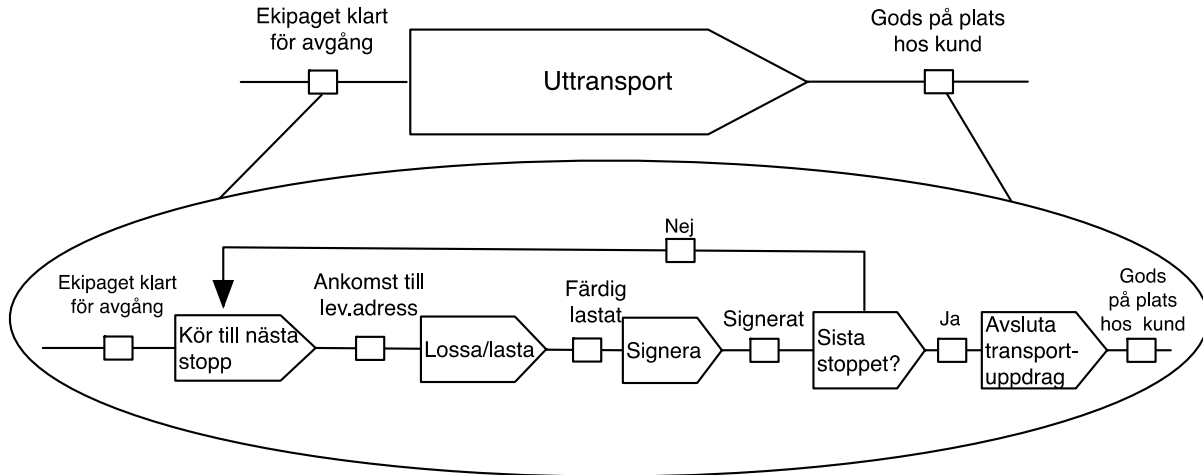 Ekipaget klart
för avgång
Uttransport
Gods på plats
hos kund
Nej
Ekipaget klart
för avgång
Kör till nästa
stopp
Ankomst till
lev.adress
Lossa/lasta
Färdig
lastat
Signera
Signerat
Sista
stoppet?
Ja
Avsluta
transport-
uppdrag
Gods
på plats
hos kund